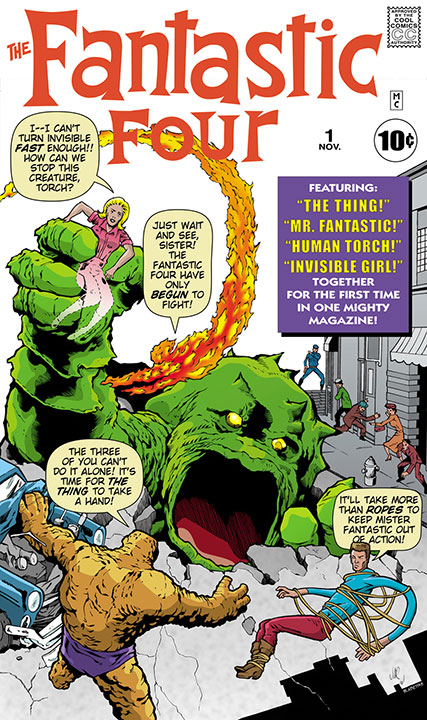 THE
Fantastic
FOUR
APPROVED
BY THE
COOL
COMICS
CC
AUTHORITY
M
C
1
NOV.
10¢
I--I CAN'T
TURN INVISIBLE
FAST ENOUGH!!
HOW CAN WE
STOP THIS
CREATURE,
TORCH?
JUST WAIT
AND SEE,
SISTER!
THE
FANTASTIC
FOUR HAVE
ONLY
BEGUN TO
FIGHT!
FEATURING:
"THE THING!"
"MR. FANTASTIC!"
"HUMAN TORCH!"
"INVISIBLE GIRL!"
TOGETHER
FOR THE FIRST TIME
IN ONE MIGHTY
MAGAZINE!
THE THREE
OF YOU CAN'T
DO IT ALONE! IT'S
TIME FOR THE
THING TO TAKE
A HAND!
IT'LL TAKE MORE
THAN ROPES TO
KEEP MISTER
FANTASTIC OUT
OF ACTION!